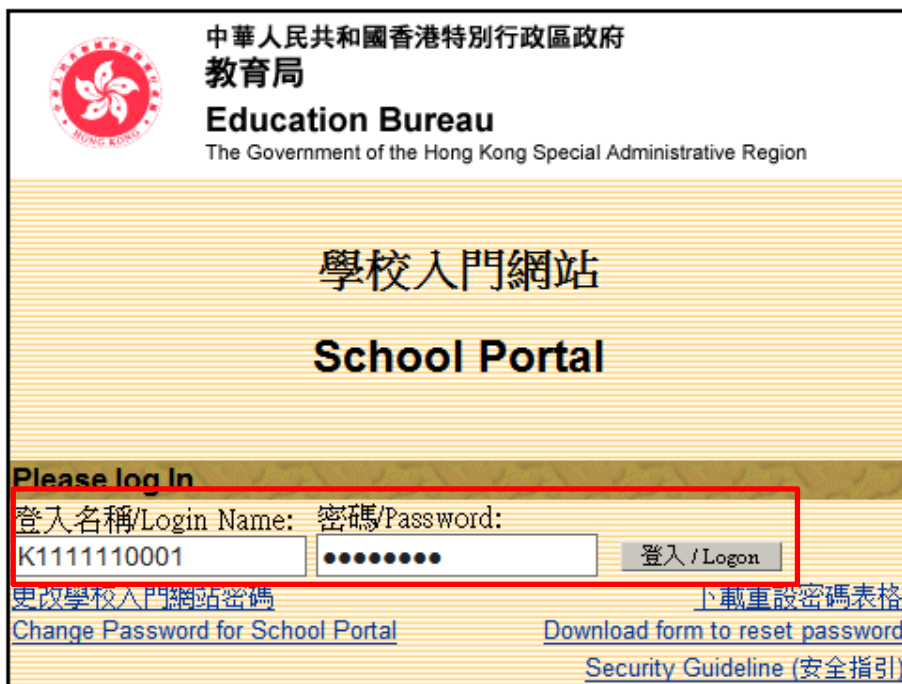 中華人民共和國香港特別行政區政府
教育局
Education Bureau
The Government of the Hong Kong Special Administrative Region
HONG KONG
學校入門網站
School Portal
Please log In
登入名稱/Login Name: 密碼/Password:
K1111110001 ●●●●●●●● 登入 / Logon
更改學校入門網站密碼 下載重設密碼表格
Change Password for School Portal Download form to reset password
Security Guideline (安全指引)